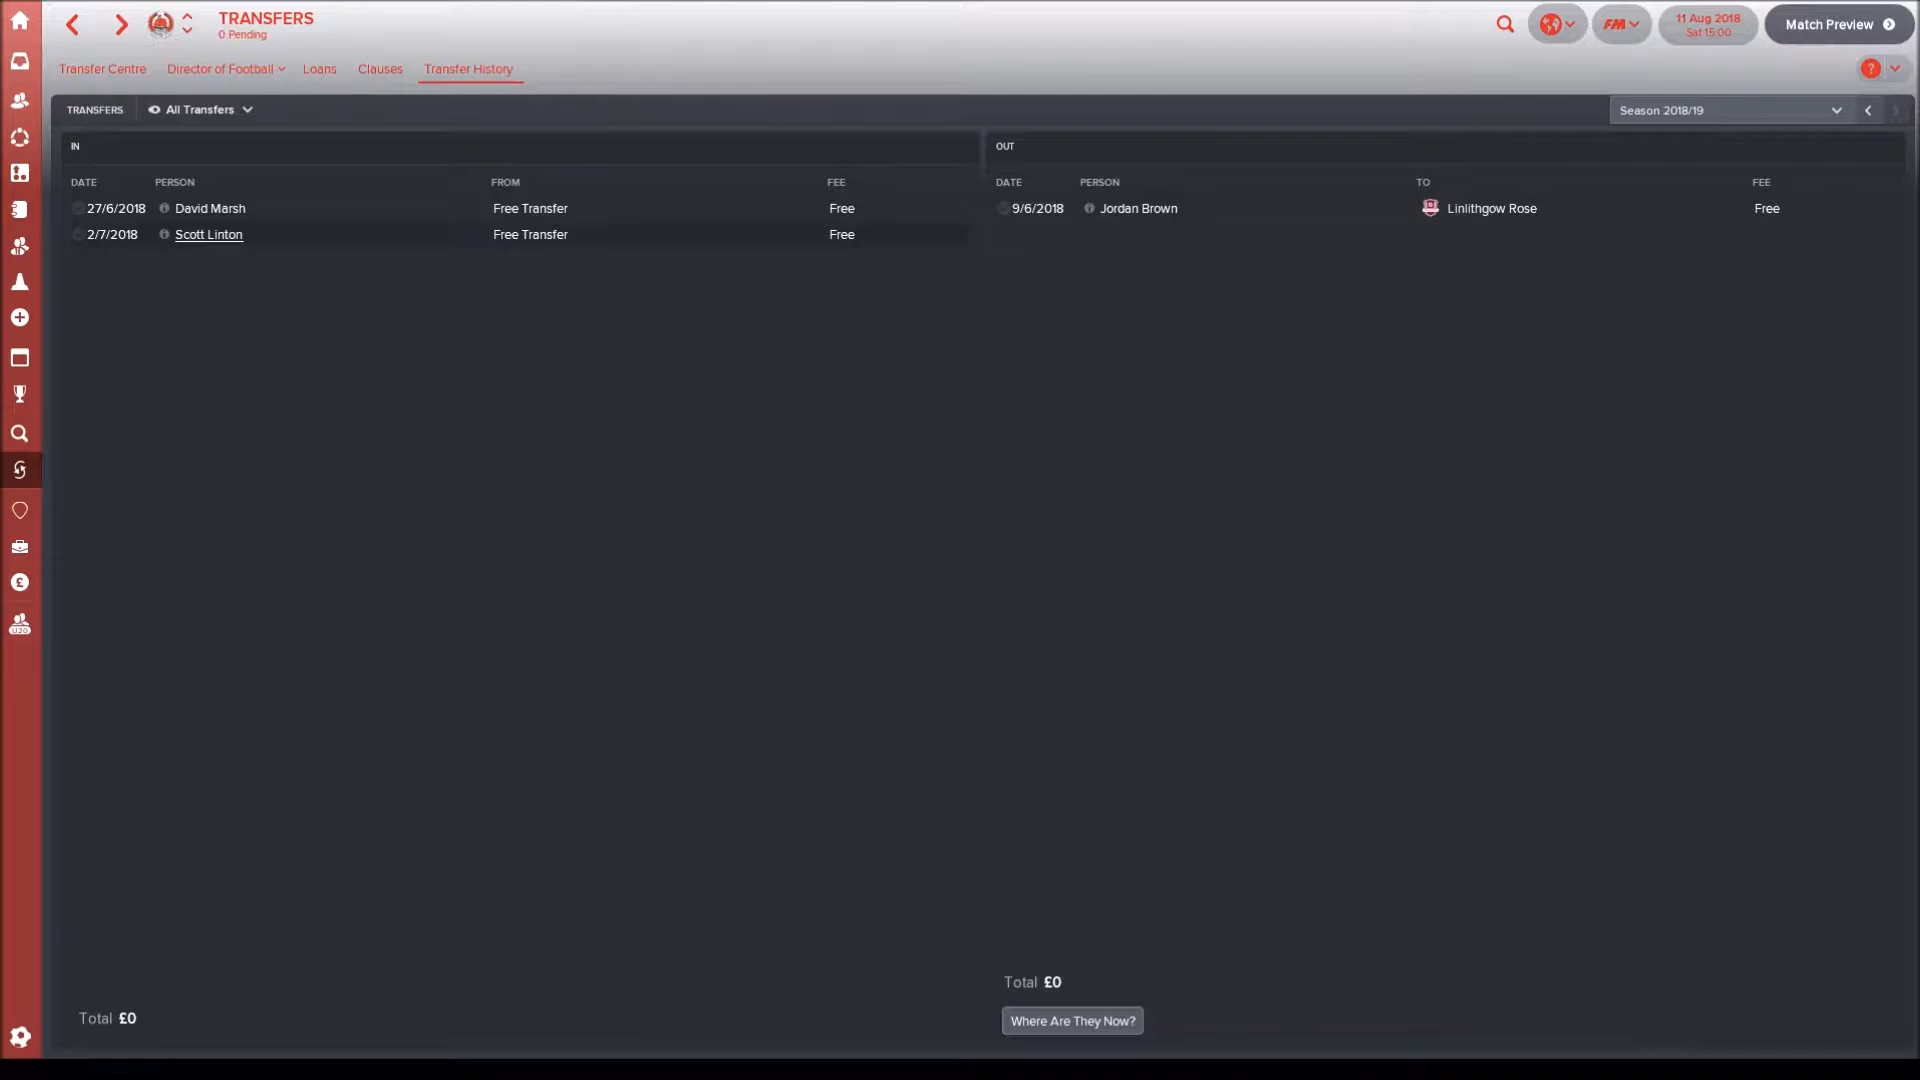 TRANSFERS
0 Pending
FM
11 Aug 2018
Sat 15:00
Match Preview
Transfer Centre
Director of Football
Loans
Clauses
Transfer History
?
TRANSFERS
All Transfers
Season 2018/19
IN
DATE PERSON FROM FEE
27/6/2018 David Marsh Free Transfer Free
2/7/2018 Scott Linton Free Transfer Free
Total £0
OUT
DATE PERSON TO FEE
9/6/2018 Jordan Brown Linlithgow Rose Free
Total £0
Where Are They Now?
£
U20